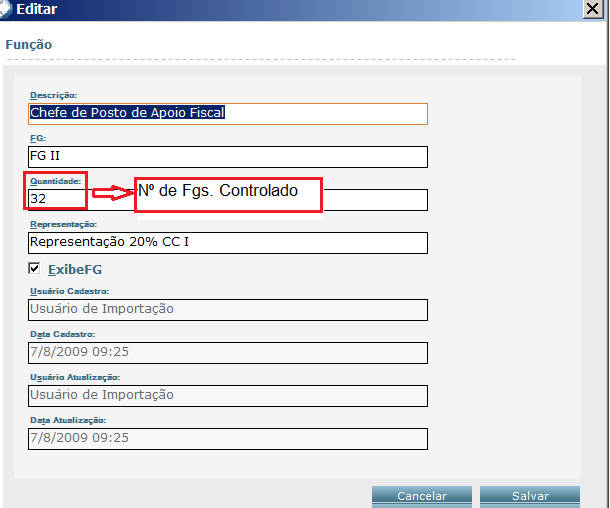 Editar
Função
Descrição:
Chefe de Posto de Apoio Fiscal
FG:
FG II
Quantidade:
32
Nº de Fgs. Controlado
Representação:
Representação 20% CC I
ExibeFG
Usuário Cadastro:
Usuário de Importação
Data Cadastro:
7/8/2009 09:25
Usuário Atualização:
Usuário de Importação
Data Atualização:
7/8/2009 09:25
Cancelar Salvar